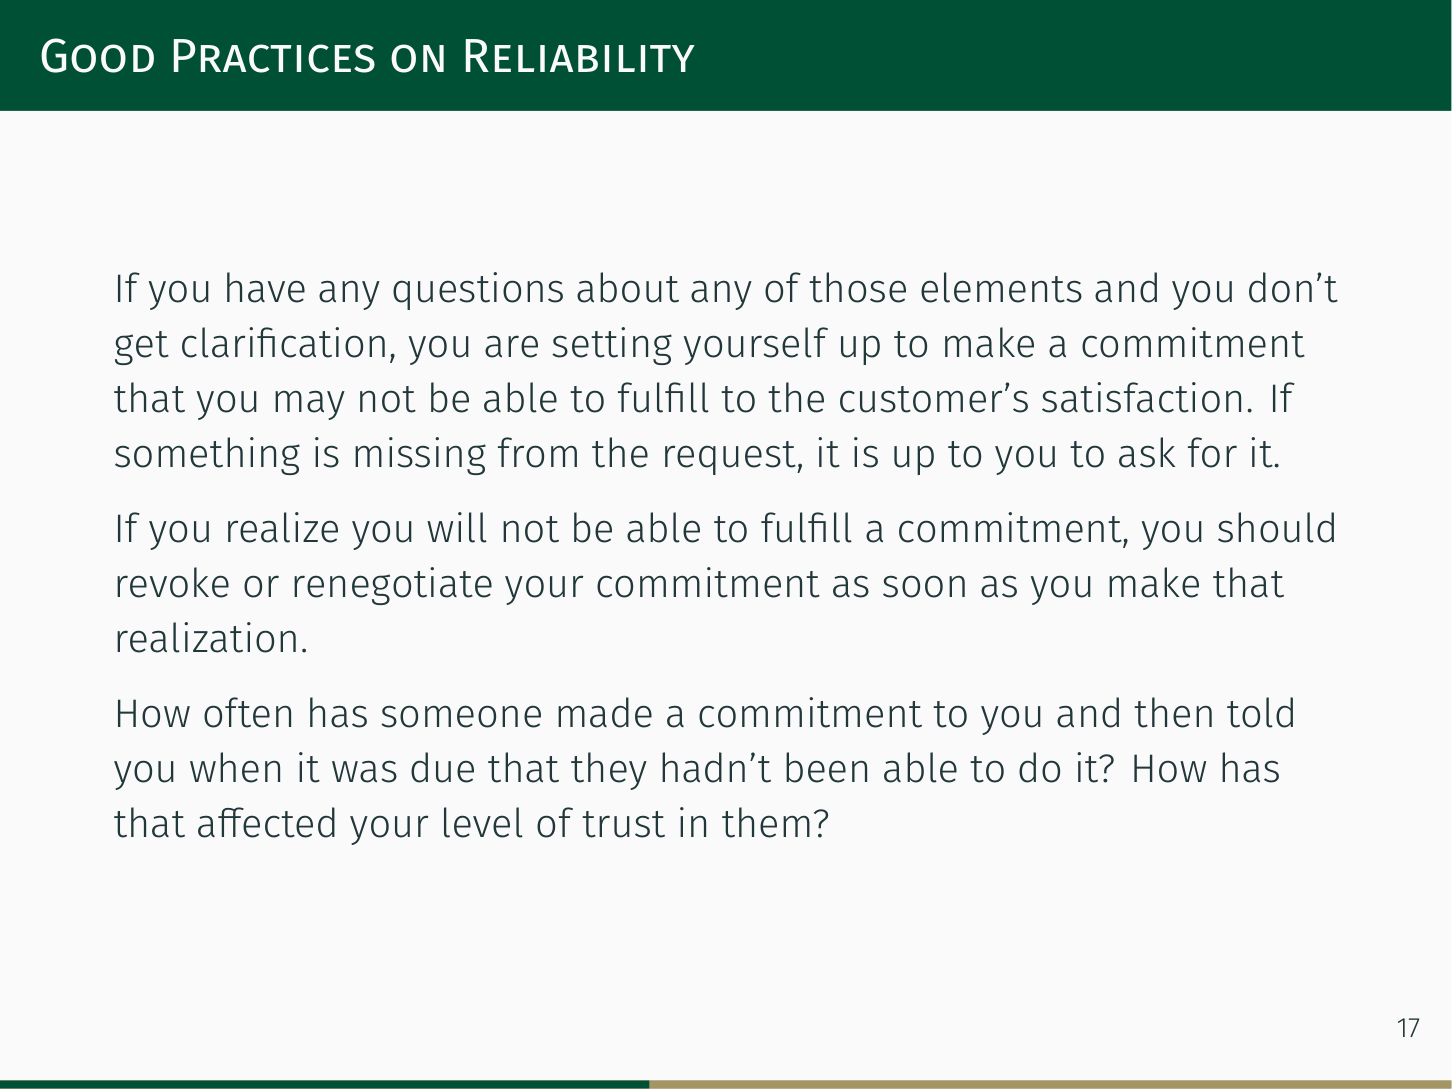 Good Practices on Reliability
If you have any questions about any of those elements and you don’t
get clarification, you are setting yourself up to make a commitment
that you may not be able to fulfill to the customer’s satisfaction. If
something is missing from the request, it is up to you to ask for it.
If you realize you will not be able to fulfill a commitment, you should
revoke or renegotiate your commitment as soon as you make that
realization.
How often has someone made a commitment to you and then told
you when it was due that they hadn’t been able to do it? How has
that affected your level of trust in them?
17